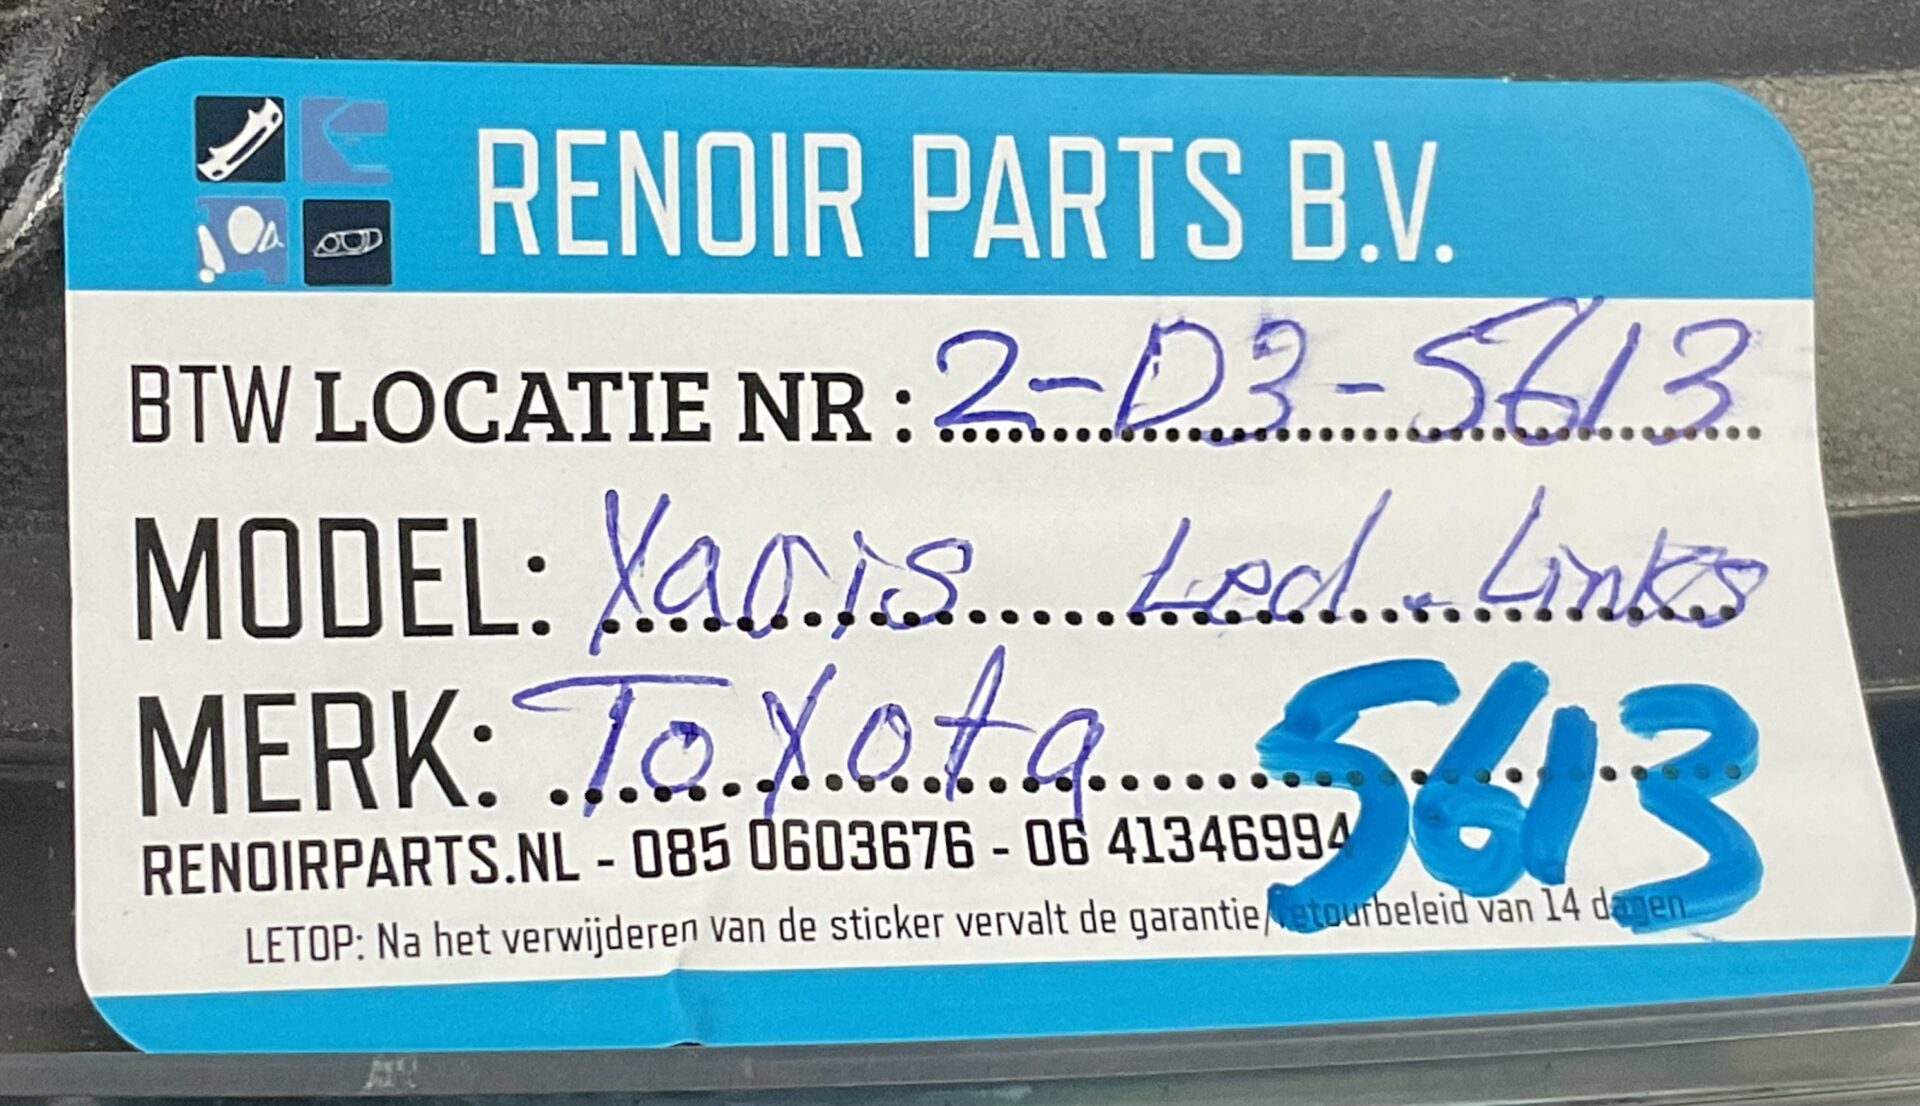 RENOIR PARTS B.V.
BTW LOCATIE NR : 2-D3-5613
MODEL: Yaris Led - Links
MERK: Toyota
5613
RENOIRPARTS.NL - 085 0603676 - 06 41346994
LETOP: Na het verwijderen van de sticker vervalt de garantie/retourbeleid van 14 dagen